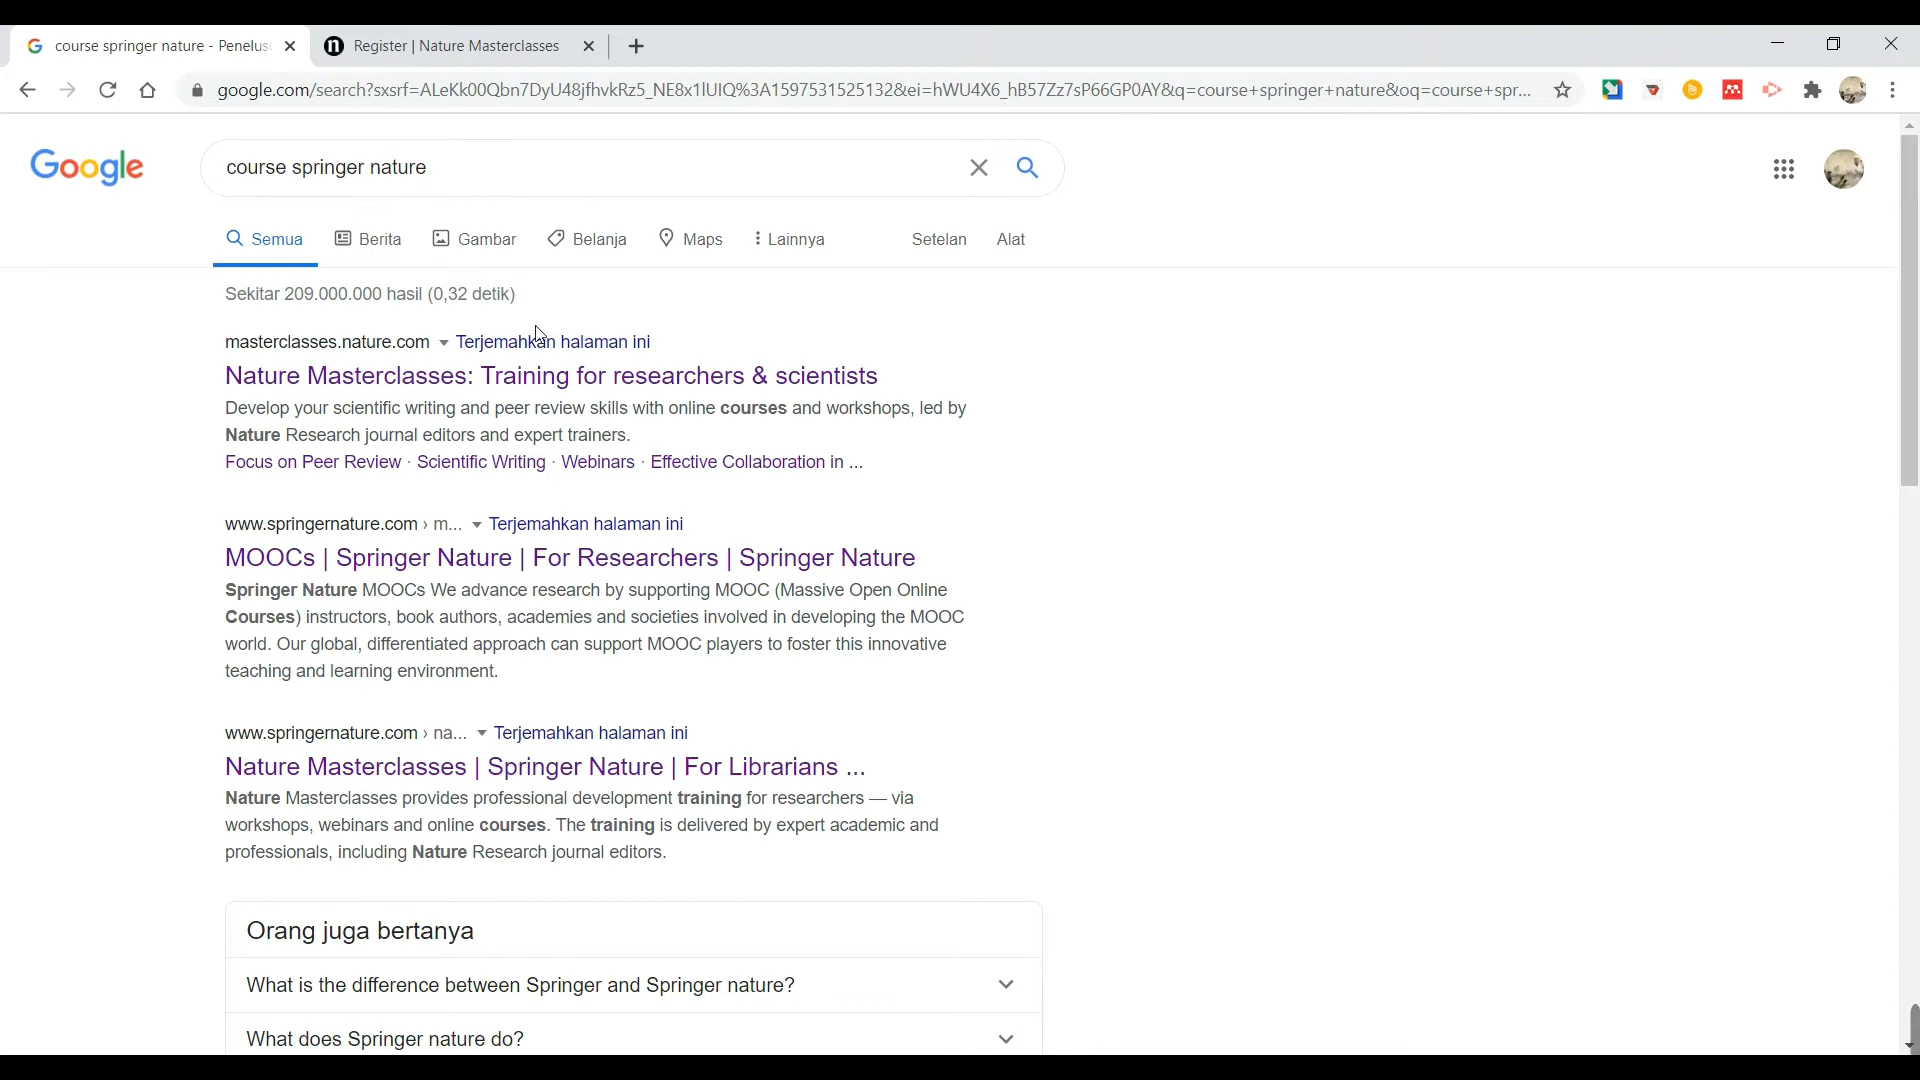 course springer nature - Penelus
Register | Nature Masterclasses
google.com/search?sxsrf=ALeKk00Qbn7DyU48jfhvkRz5_NE8x1lUIQ%3A1597531525132&ei=hWU4X6_hB57Zz7sP66GP0AY&q=course+springer+nature&oq=course+spr...
Google
course springer nature
Semua Berita Gambar Belanja Maps Lainnya Setelan Alat
Sekitar 209.000.000 hasil (0,32 detik)
masterclasses.nature.com Terjemahkan halaman ini
Nature Masterclasses: Training for researchers & scientists
Develop your scientific writing and peer review skills with online courses and workshops, led by
Nature Research journal editors and expert trainers.
Focus on Peer Review · Scientific Writing · Webinars · Effective Collaboration in ...
www.springernature.com › m... Terjemahkan halaman ini
MOOCs | Springer Nature | For Researchers | Springer Nature
Springer Nature MOOCs We advance research by supporting MOOC (Massive Open Online
Courses) instructors, book authors, academies and societies involved in developing the MOOC
world. Our global, differentiated approach can support MOOC players to foster this innovative
teaching and learning environment.
www.springernature.com › na... Terjemahkan halaman ini
Nature Masterclasses | Springer Nature | For Librarians ...
Nature Masterclasses provides professional development training for researchers — via
workshops, webinars and online courses. The training is delivered by expert academic and
professionals, including Nature Research journal editors.
Orang juga bertanya
What is the difference between Springer and Springer nature?
What does Springer nature do?